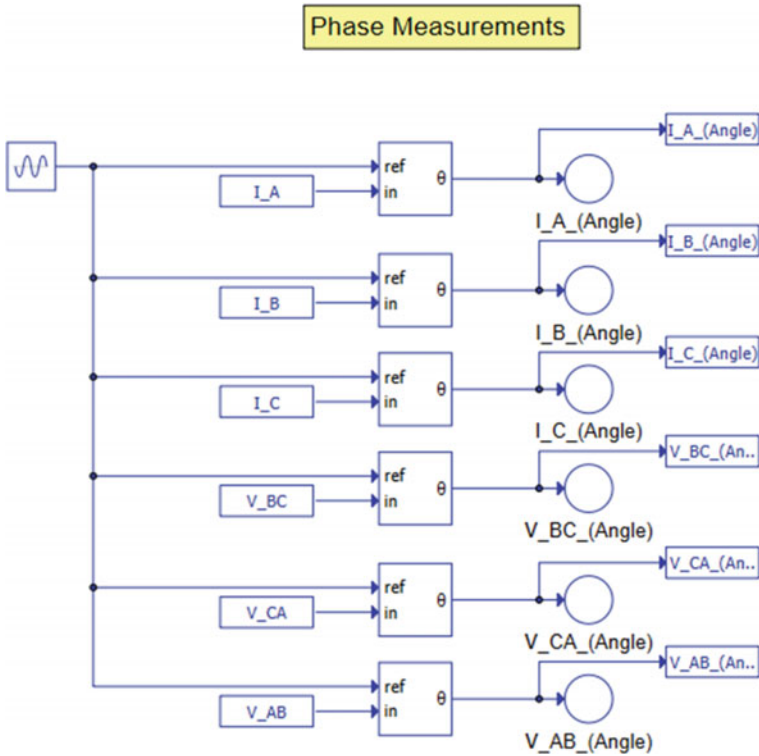 Phase Measurements
I_A_(Angle)
ref
I_A
in
θ
I_A_(Angle)
I_B_(Angle)
ref
I_B
in
θ
I_B_(Angle)
I_C_(Angle)
ref
I_C
in
θ
I_C_(Angle)
V_BC_(An..
ref
V_BC
in
θ
V_BC_(Angle)
V_CA_(An..
ref
V_CA
in
θ
V_CA_(Angle)
V_AB_(An..
ref
V_AB
in
θ
V_AB_(Angle)